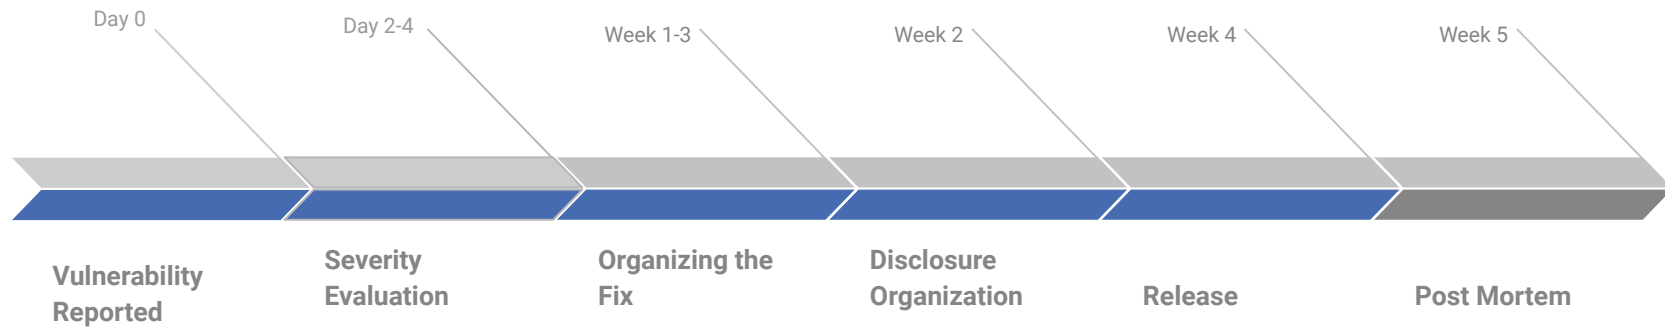 Day 0
Day 2-4
Week 1-3
Week 2
Week 4
Week 5
Vulnerability
Reported
Severity
Evaluation
Organizing the
Fix
Disclosure
Organization
Release
Post Mortem